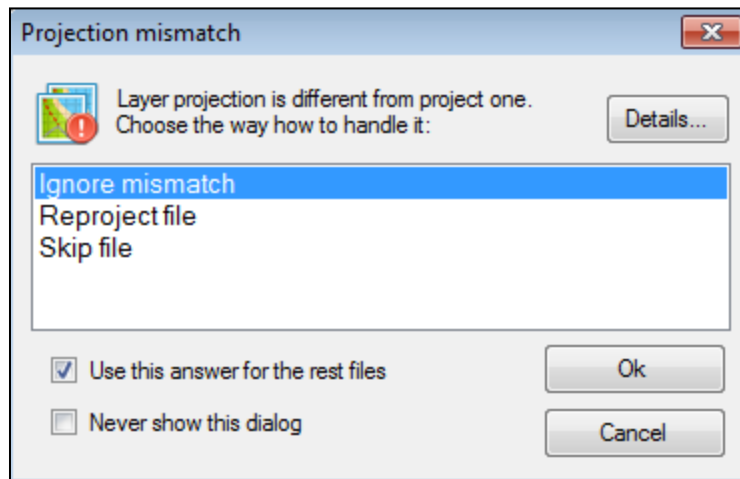 Projection mismatch
Layer projection is different from project one.
Choose the way how to handle it:
Details...
Ignore mismatch
Reproject file
Skip file
Use this answer for the rest files
Ok
Never show this dialog
Cancel